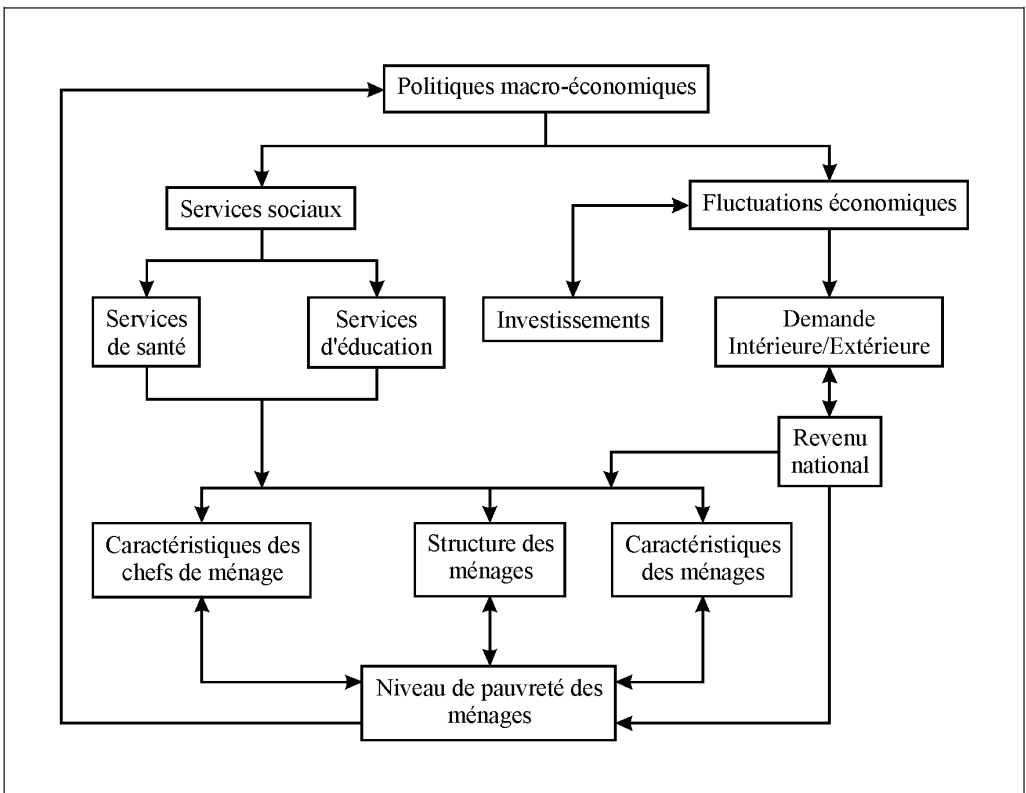 Politiques macro-économiques
Services sociaux
Fluctuations économiques
Services
de santé
Services
d'éducation
Investissements
Demande
Intérieure/Extérieure
Revenu
national
Caractéristiques des
chefs de ménage
Structure des
ménages
Caractéristiques
des ménages
Niveau de pauvreté des
ménages